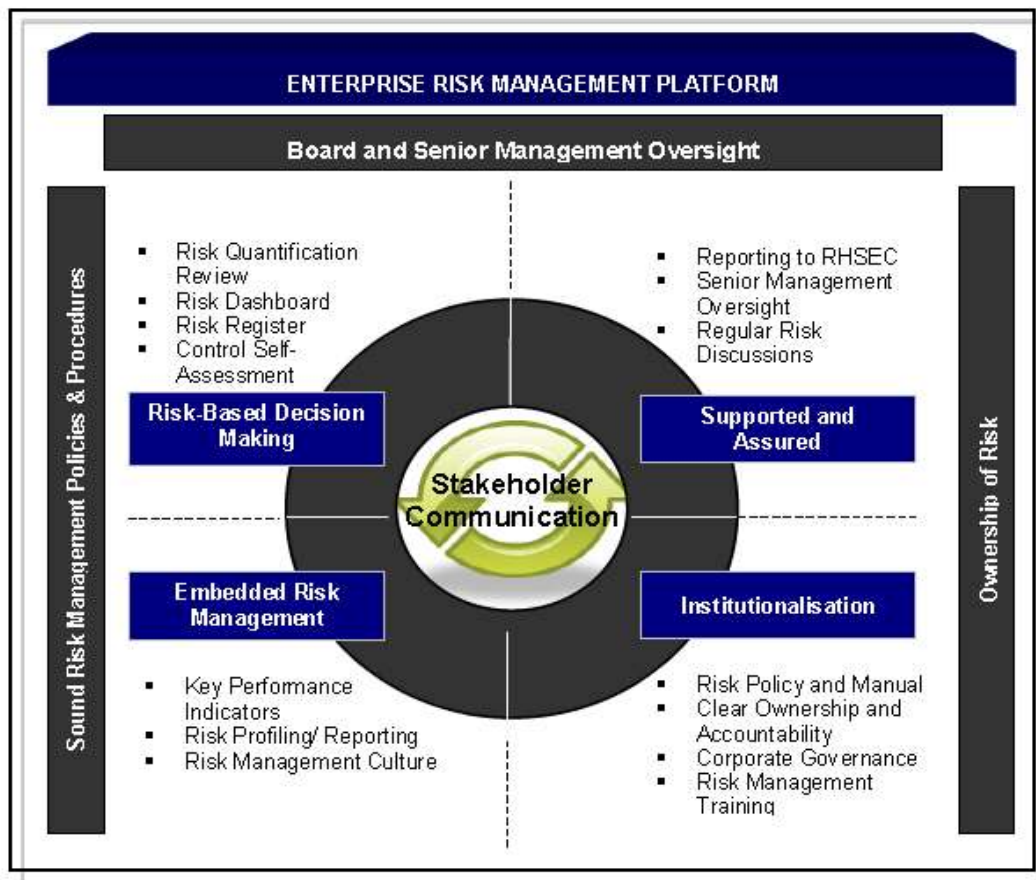 ENTERPRISE RISK MANAGEMENT PLATFORM
Board and Senior Management Oversight
Sound Risk Management Policies & Procedures
▪ Risk Quantification
Review
▪ Risk Dashboard
▪ Risk Register
▪ Control Self-
Assessment
Risk-Based Decision
Making
▪ Reporting to RHSEC
▪ Senior Management
Oversight
▪ Regular Risk
Discussions
Supported and
Assured
Stakeholder
Communication
Embedded Risk
Management
▪ Key Performance
Indicators
▪ Risk Profiling/ Reporting
▪ Risk Management Culture
Institutionalisation
▪ Risk Policy and Manual
▪ Clear Ownership and
Accountability
▪ Corporate Governance
▪ Risk Management
Training
Ownership of Risk